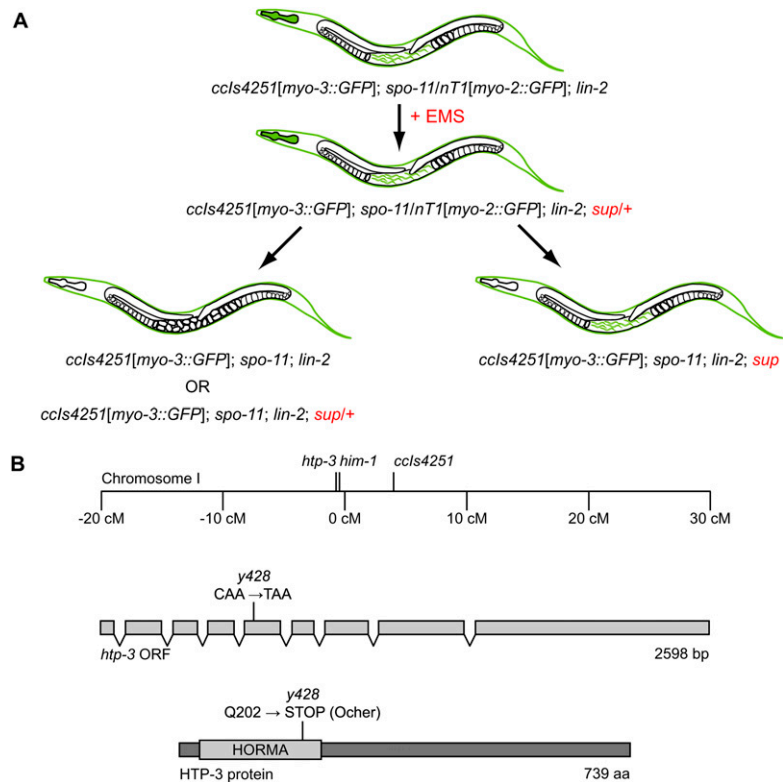 A
ccIs4251[myo-3::GFP]; spo-11/nT1[myo-2::GFP]; lin-2
+ EMS
ccIs4251[myo-3::GFP]; spo-11/nT1[myo-2::GFP]; lin-2; sup/+
ccIs4251[myo-3::GFP]; spo-11; lin-2
OR
ccIs4251[myo-3::GFP]; spo-11; lin-2; sup/+
ccIs4251[myo-3::GFP]; spo-11; lin-2; sup
B
htp-3 him-1 ccIs4251
Chromosome I
-20 cM -10 cM 0 cM 10 cM 20 cM 30 cM
y428
CAA → TAA
htp-3 ORF 2598 bp
y428
Q202 → STOP (Ocher)
HORMA
HTP-3 protein 739 aa